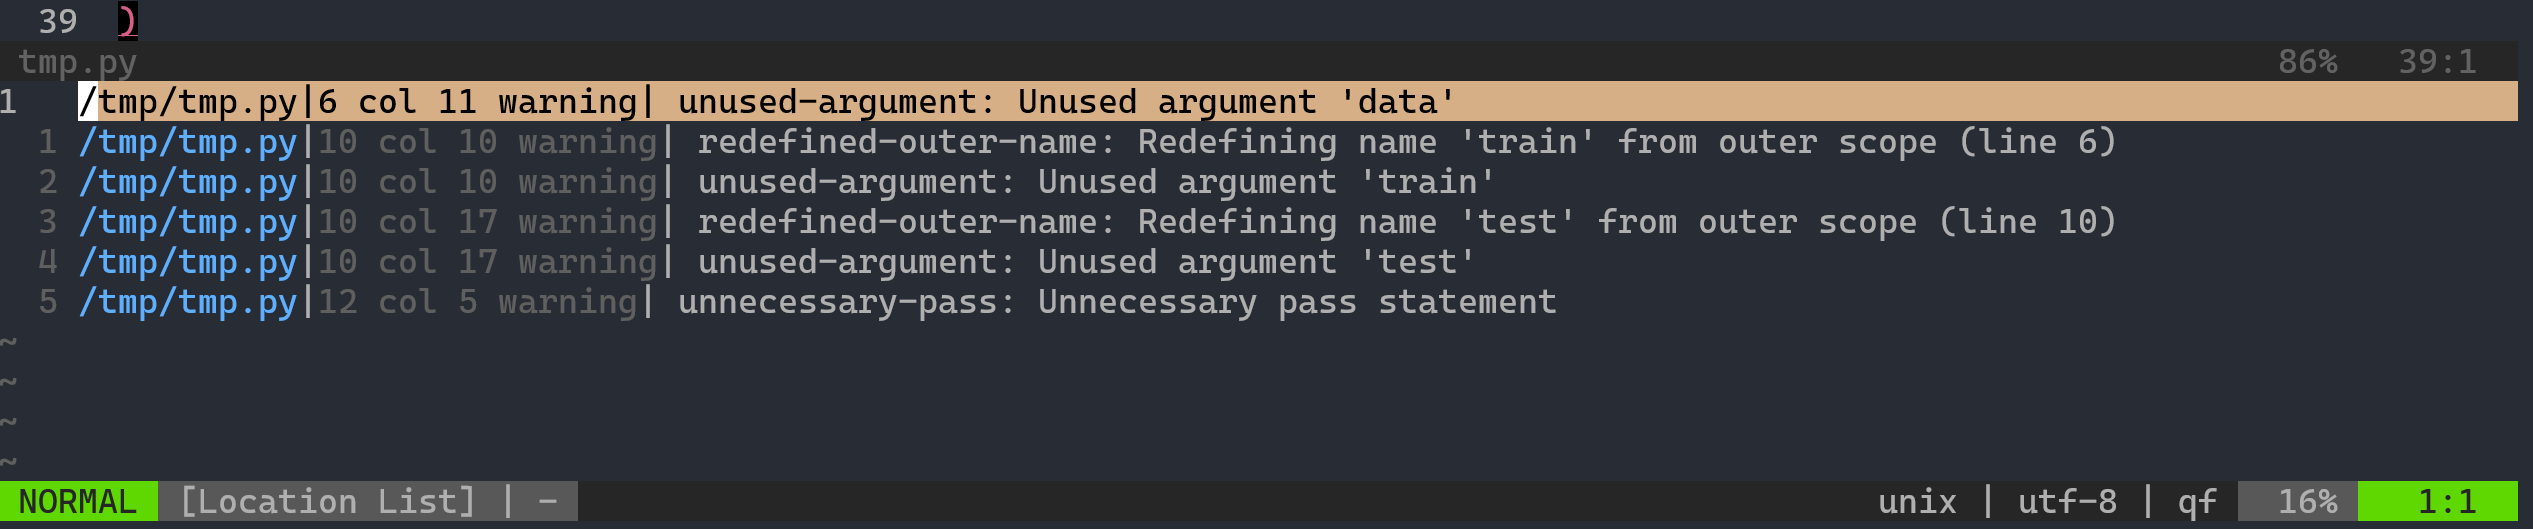 39 )
tmp.py 86% 39:1
1 /tmp/tmp.py|6 col 11 warning| unused-argument: Unused argument 'data'
1 /tmp/tmp.py|10 col 10 warning| redefined-outer-name: Redefining name 'train' from outer scope (line 6)
2 /tmp/tmp.py|10 col 10 warning| unused-argument: Unused argument 'train'
3 /tmp/tmp.py|10 col 17 warning| redefined-outer-name: Redefining name 'test' from outer scope (line 10)
4 /tmp/tmp.py|10 col 17 warning| unused-argument: Unused argument 'test'
5 /tmp/tmp.py|12 col 5 warning| unnecessary-pass: Unnecessary pass statement
~
~
~
~
NORMAL [Location List] | - unix | utf-8 | qf 16% 1:1